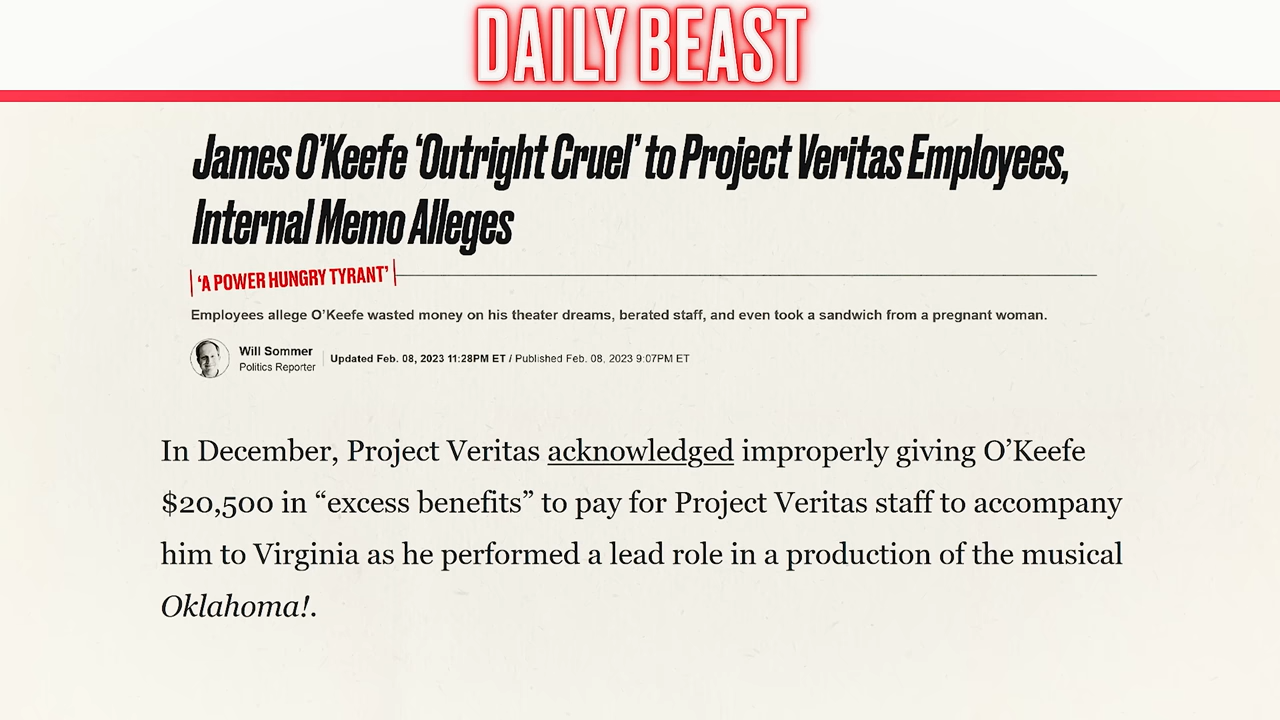 DAILY BEAST
James O’Keefe ‘Outright Cruel’ to Project Veritas Employees,
Internal Memo Alleges
‘A POWER HUNGRY TYRANT’
Employees allege O’Keefe wasted money on his theater dreams, berated staff, and even took a sandwich from a pregnant woman.
Will Sommer
Politics Reporter
Updated Feb. 08, 2023 11:28PM ET / Published Feb. 08, 2023 9:07PM ET
In December, Project Veritas acknowledged improperly giving O’Keefe
$20,500 in “excess benefits” to pay for Project Veritas staff to accompany
him to Virginia as he performed a lead role in a production of the musical
Oklahoma!.